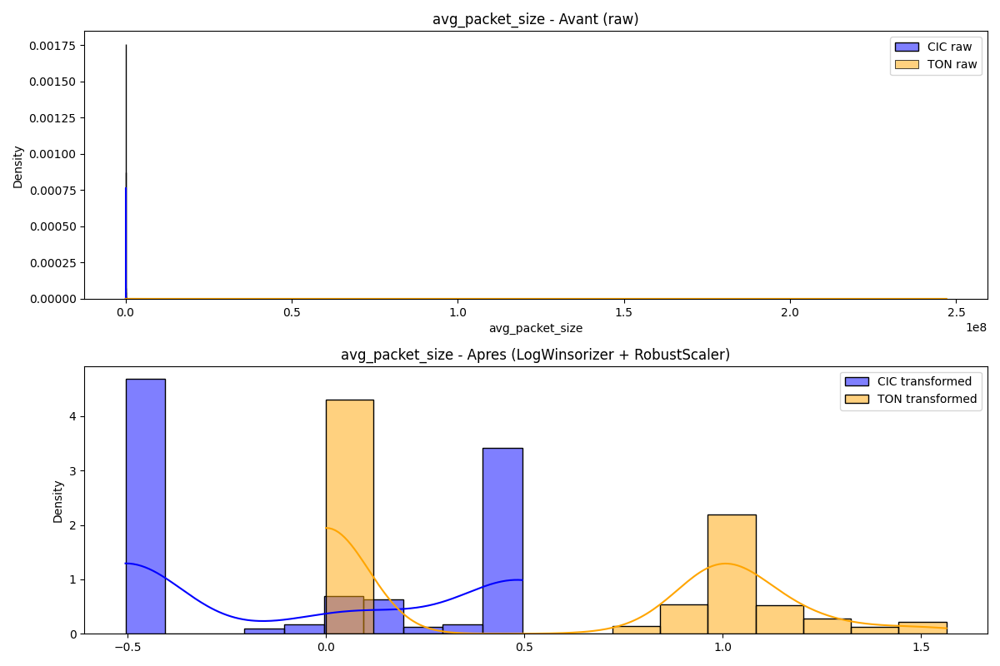 avg_packet_size - Avant (raw)
0.00175
0.00150
0.00125
0.00100
0.00075
0.00050
0.00025
0.00000
Density
CIC raw
TON raw
0.0
0.5
1.0
1.5
2.0
2.5
1e8
avg_packet_size
avg_packet_size - Apres (LogWinsorizer + RobustScaler)
4
3
2
1
0
Density
CIC transformed
TON transformed
−0.5
0.0
0.5
1.0
1.5